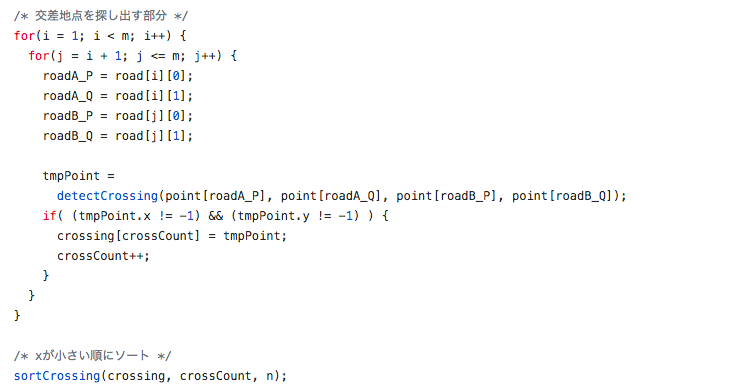 /* 交差地点を探し出す部分 */
for(i = 1; i < m; i++) {
  for(j = i + 1; j <= m; j++) {
    roadA_P = road[i][0];
    roadA_Q = road[i][1];
    roadB_P = road[j][0];
    roadB_Q = road[j][1];

    tmpPoint =
      detectCrossing(point[roadA_P], point[roadA_Q], point[roadB_P], point[roadB_Q]);
    if( (tmpPoint.x != -1) && (tmpPoint.y != -1) ) {
      crossing[crossCount] = tmpPoint;
      crossCount++;
    }
  }
}

/* xが小さい順にソート */
sortCrossing(crossing, crossCount, n);